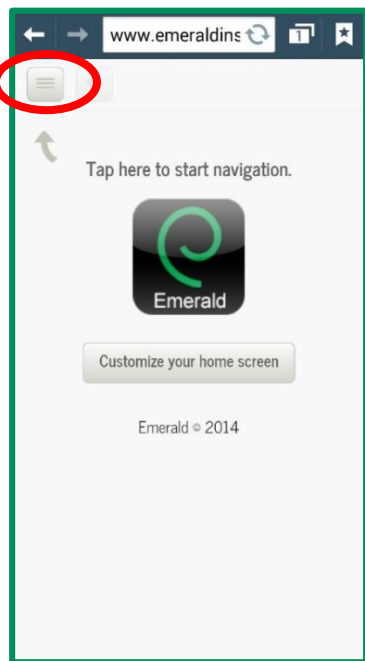 www.emeraldins
1
Tap here to start navigation.
Emerald
Customize your home screen
Emerald © 2014